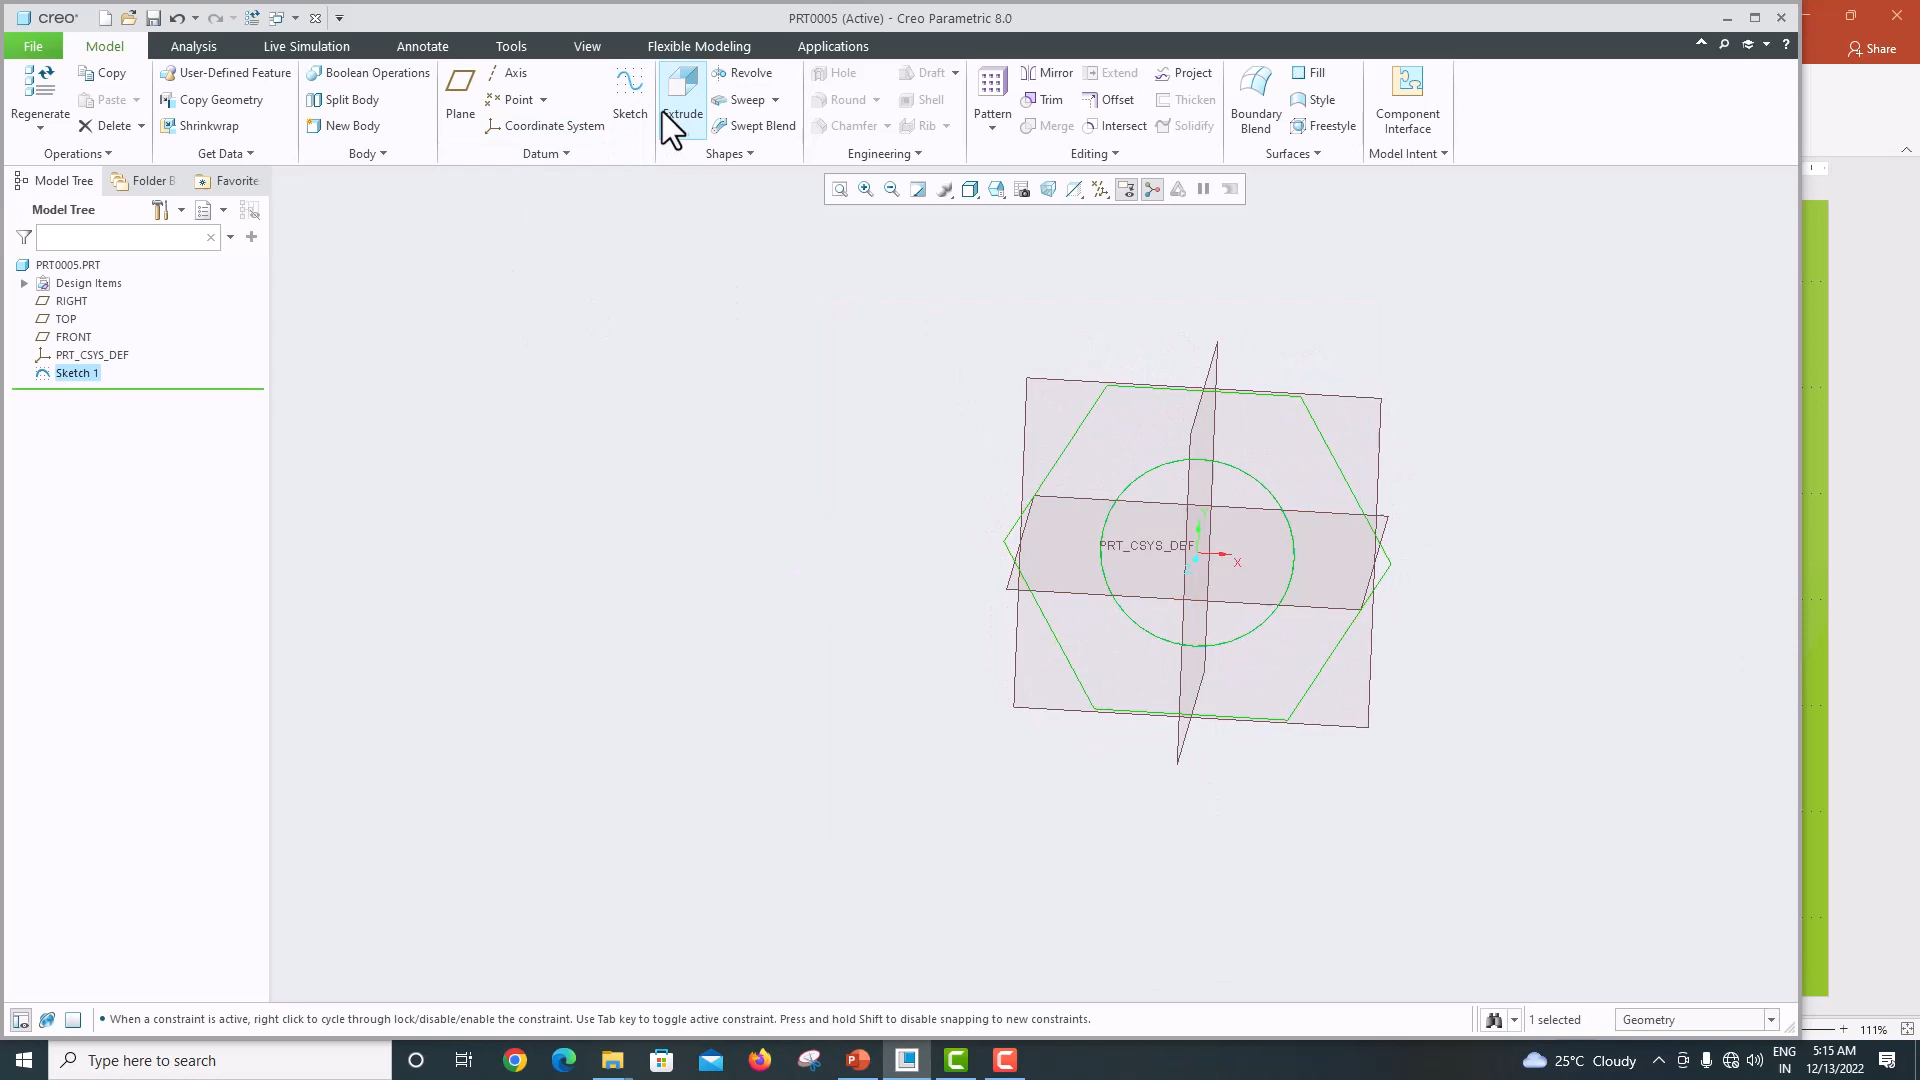 creo
PRT0005 (Active) - Creo Parametric 8.0
File
Model
Analysis
Live Simulation
Annotate
Tools
View
Flexible Modeling
Applications
Share
Regenerate
Copy
Paste
Delete
Operations
User-Defined Feature
Copy Geometry
Shrinkwrap
Get Data
Boolean Operations
Split Body
New Body
Body
Plane
Axis
Point
Coordinate System
Sketch
Datum
Extrude
Revolve
Sweep
Swept Blend
Shapes
Hole
Round
Chamfer
Draft
Shell
Rib
Engineering
Pattern
Mirror
Trim
Merge
Extend
Offset
Intersect
Project
Thicken
Solidify
Editing
Boundary
Blend
Fill
Style
Freestyle
Surfaces
Component
Interface
Model Intent
Model Tree
Folder B
Favorite
Model Tree
PRT0005.PRT
Design Items
RIGHT
TOP
FRONT
PRT_CSYS_DEF
Sketch 1
PRT_CSYS_DEF
Y
X
Z
• When a constraint is active, right click to cycle through lock/disable/enable the constraint. Use Tab key to toggle active constraint. Press and hold Shift to disable snapping to new constraints.
1 selected
Geometry
111%
Type here to search
25°C Cloudy
ENG
IN
5:15 AM
12/13/2022